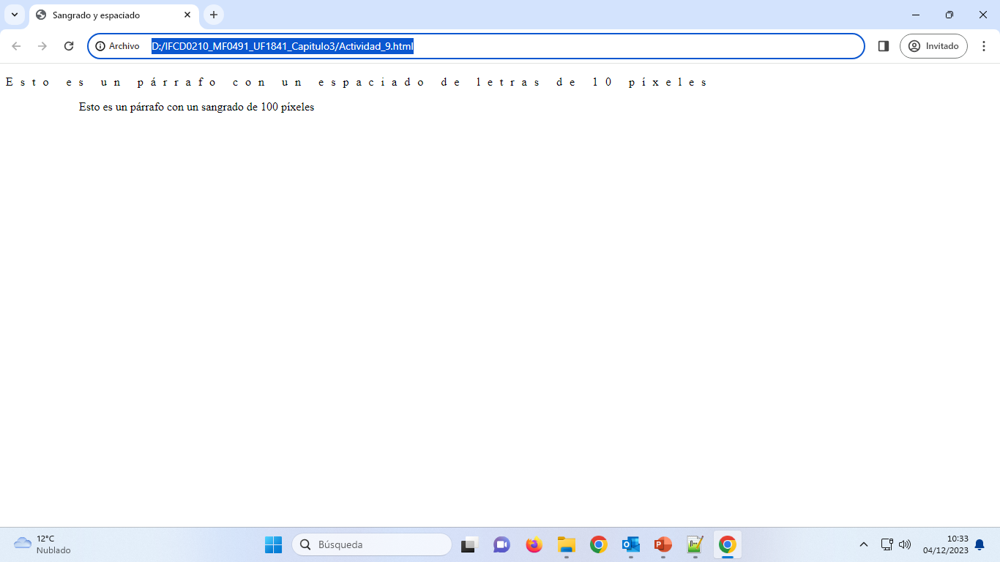 Sangrado y espaciado
Archivo D:/IFCD0210_MF0491_UF1841_Capitulo3/Actividad_9.html Invitado
Esto es un párrafo con un espaciado de letras de 10 píxeles
Esto es un párrafo con un sangrado de 100 píxeles
12°C
Nublado
Búsqueda
10:33
04/12/2023